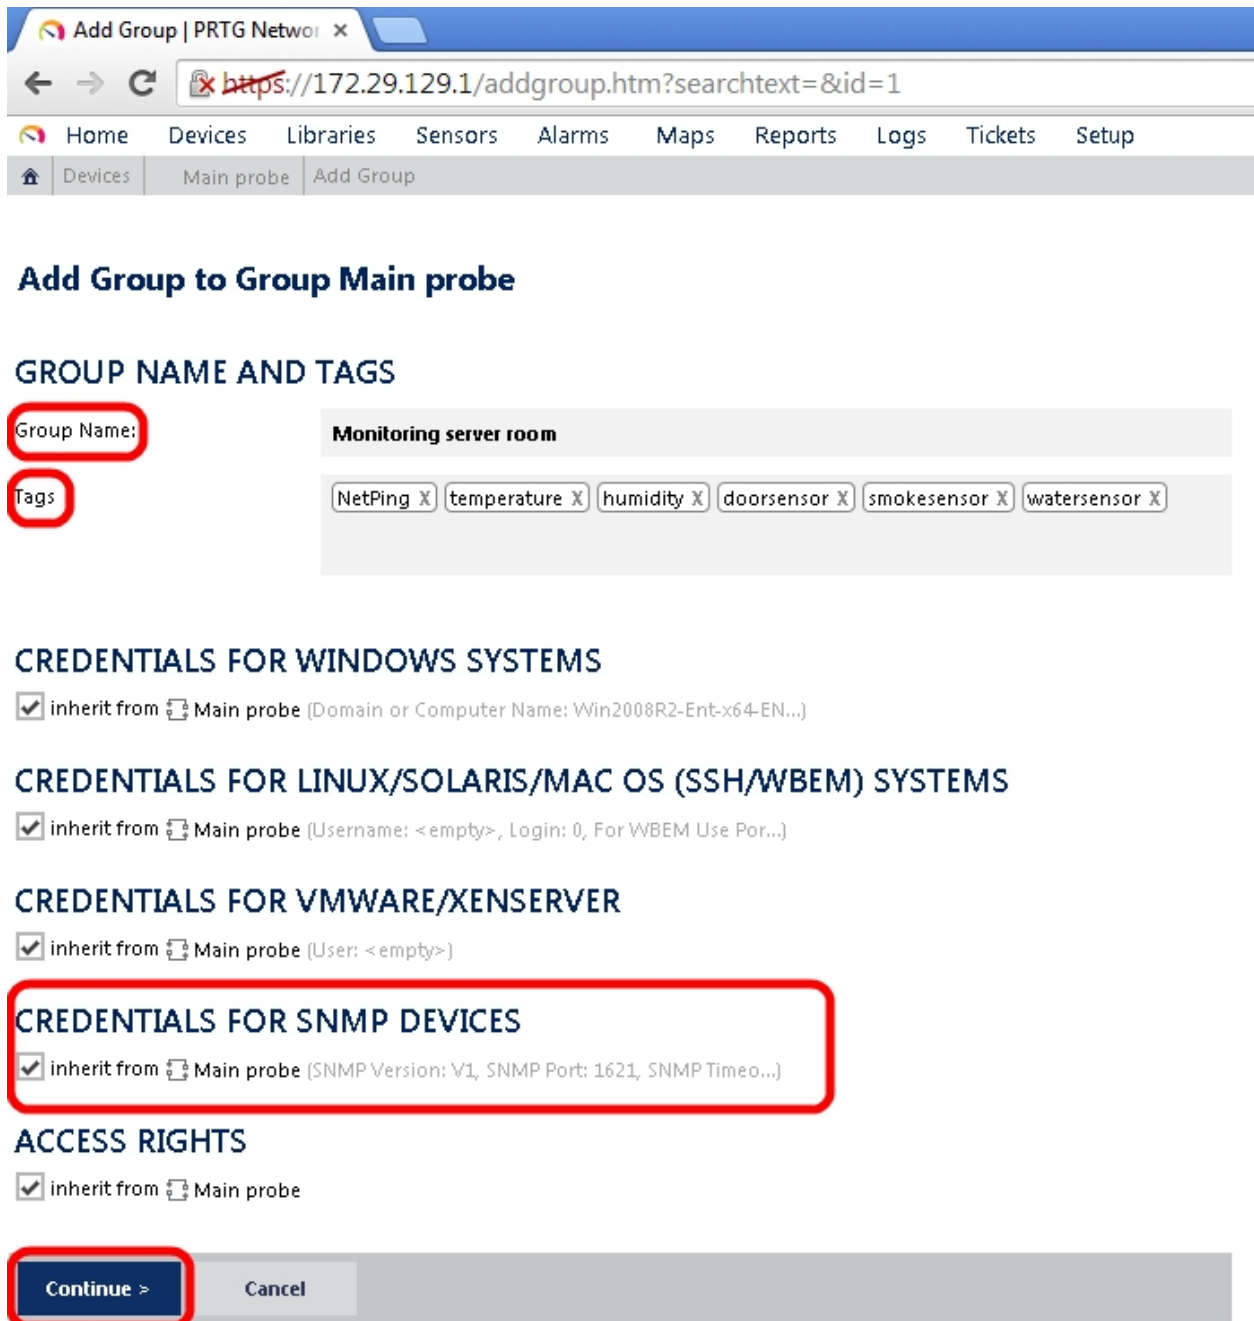 Add Group | PRTG Networ ×
https://172.29.129.1/addgroup.htm?searchtext=&id=1
Home Devices Libraries Sensors Alarms Maps Reports Logs Tickets Setup
Devices Main probe Add Group
Add Group to Group Main probe
GROUP NAME AND TAGS
Group Name: Monitoring server room
Tags NetPing X temperature X humidity X doorsensor X smokesensor X watersensor X
CREDENTIALS FOR WINDOWS SYSTEMS
inherit from Main probe (Domain or Computer Name: Win2008R2-Ent-x64-EN...)
CREDENTIALS FOR LINUX/SOLARIS/MAC OS (SSH/WBEM) SYSTEMS
inherit from Main probe (Username: <empty>, Login: 0, For WBEM Use Por...)
CREDENTIALS FOR VMWARE/XENSERVER
inherit from Main probe (User: <empty>)
CREDENTIALS FOR SNMP DEVICES
inherit from Main probe (SNMP Version: V1, SNMP Port: 1621, SNMP Timeo...)
ACCESS RIGHTS
inherit from Main probe
Continue > Cancel